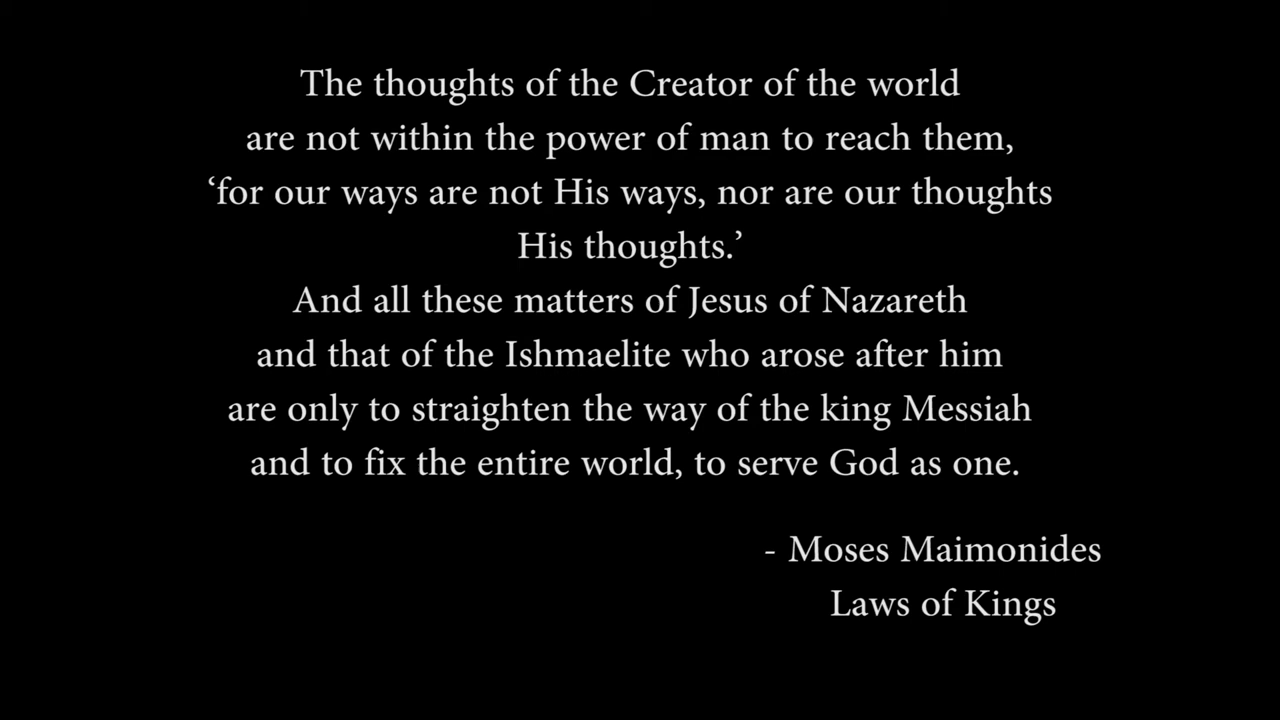 The thoughts of the Creator of the world
are not within the power of man to reach them,
‘for our ways are not His ways, nor are our thoughts
His thoughts.’
And all these matters of Jesus of Nazareth
and that of the Ishmaelite who arose after him
are only to straighten the way of the king Messiah
and to fix the entire world, to serve God as one.
- Moses Maimonides
Laws of Kings